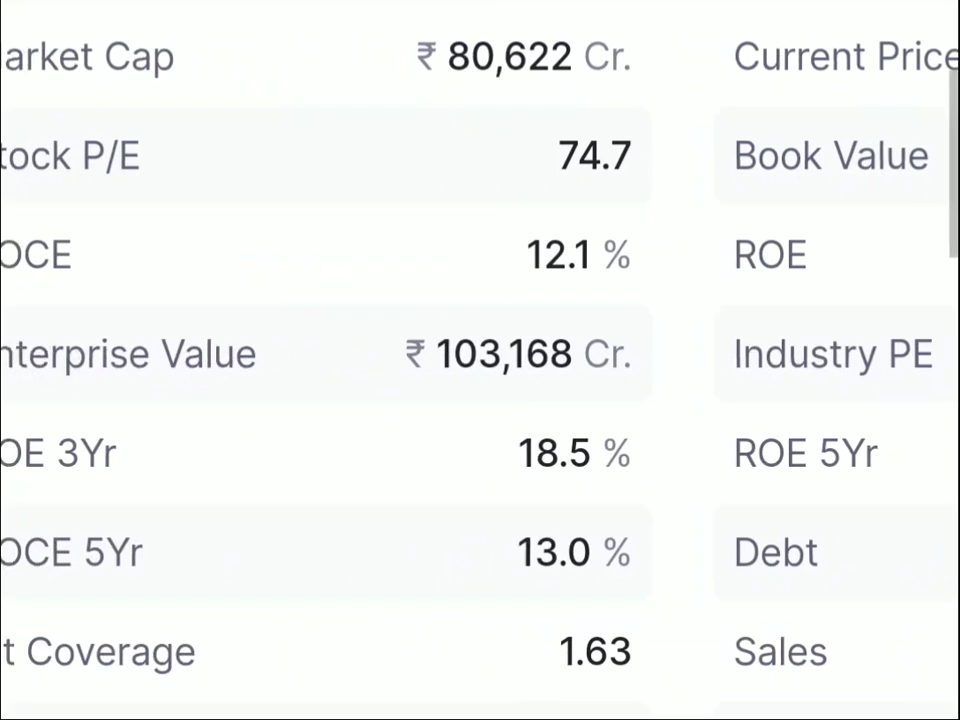 arket Cap ₹ 80,622 Cr. Current Price
tock P/E 74.7 Book Value
OCE 12.1 % ROE
nterprise Value ₹ 103,168 Cr. Industry PE
OE 3Yr 18.5 % ROE 5Yr
OCE 5Yr 13.0 % Debt
t Coverage 1.63 Sales